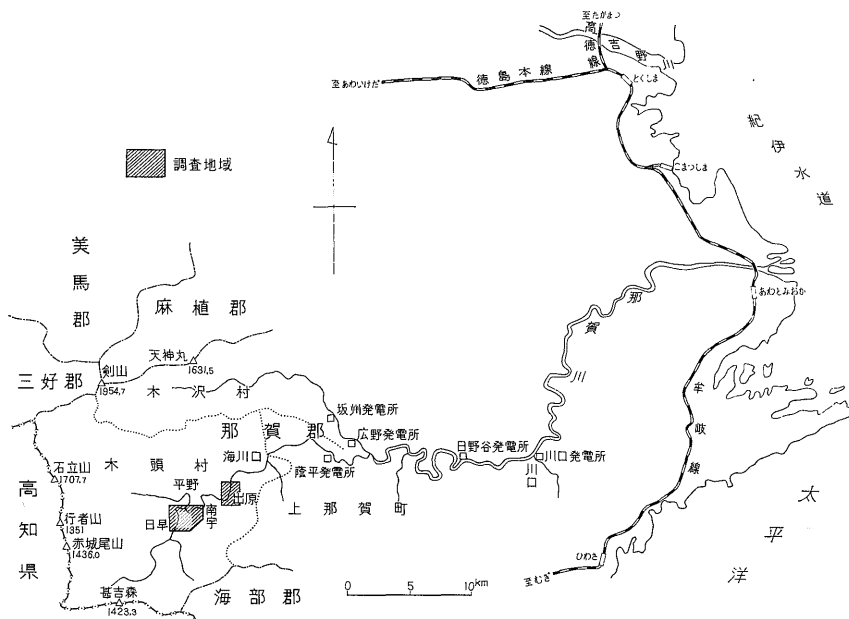 至たかまつ
高徳線
吉野川
徳島本線
至あわいけだ
とくしま
紀伊水道
調査地域
こまつしま
美馬郡
麻植郡
那賀川
あわとみおか
天神丸
1631.5
剣山
1954.7
三好郡
木沢村
坂州発電所
広野発電所
那賀郡
日野谷発電所
川口発電所
川口
蔭平発電所
海川口
木頭村
石立山
1707.7
平野
出原
上那賀町
牟岐線
高知県
行者山
1351
日早
南宇
赤城尾山
1436.0
太平洋
ひわさ
至むぎ
甚吉森
1423.3
海部郡
0 5 10km